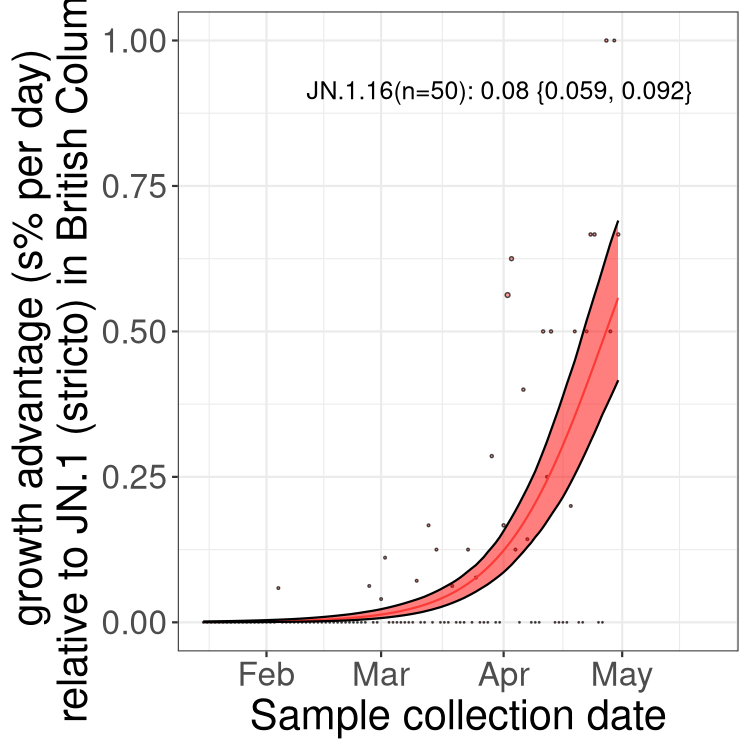 growth advantage (s% per day)
relative to JN.1 (stricto) in British Colum
1.00
0.75
0.50
0.25
0.00
JN.1.16(n=50): 0.08 {0.059, 0.092}
Feb Mar Apr May
Sample collection date